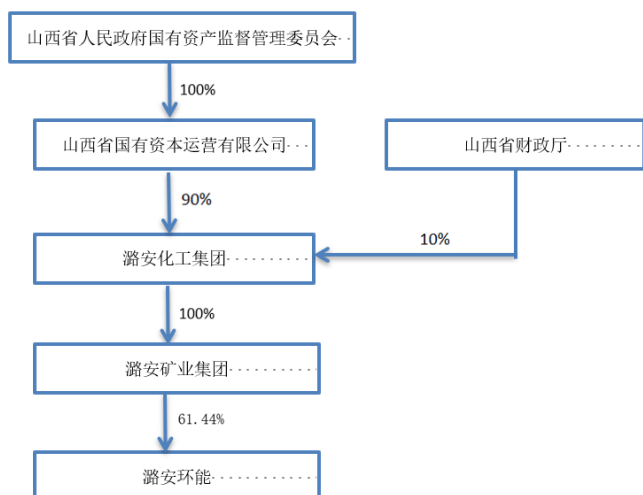 山西省人民政府国有资产监督管理委员会
100%
山西省国有资本运营有限公司
山西省财政厅
90%
10%
潞安化工集团
100%
潞安矿业集团
61.44%
潞安环能